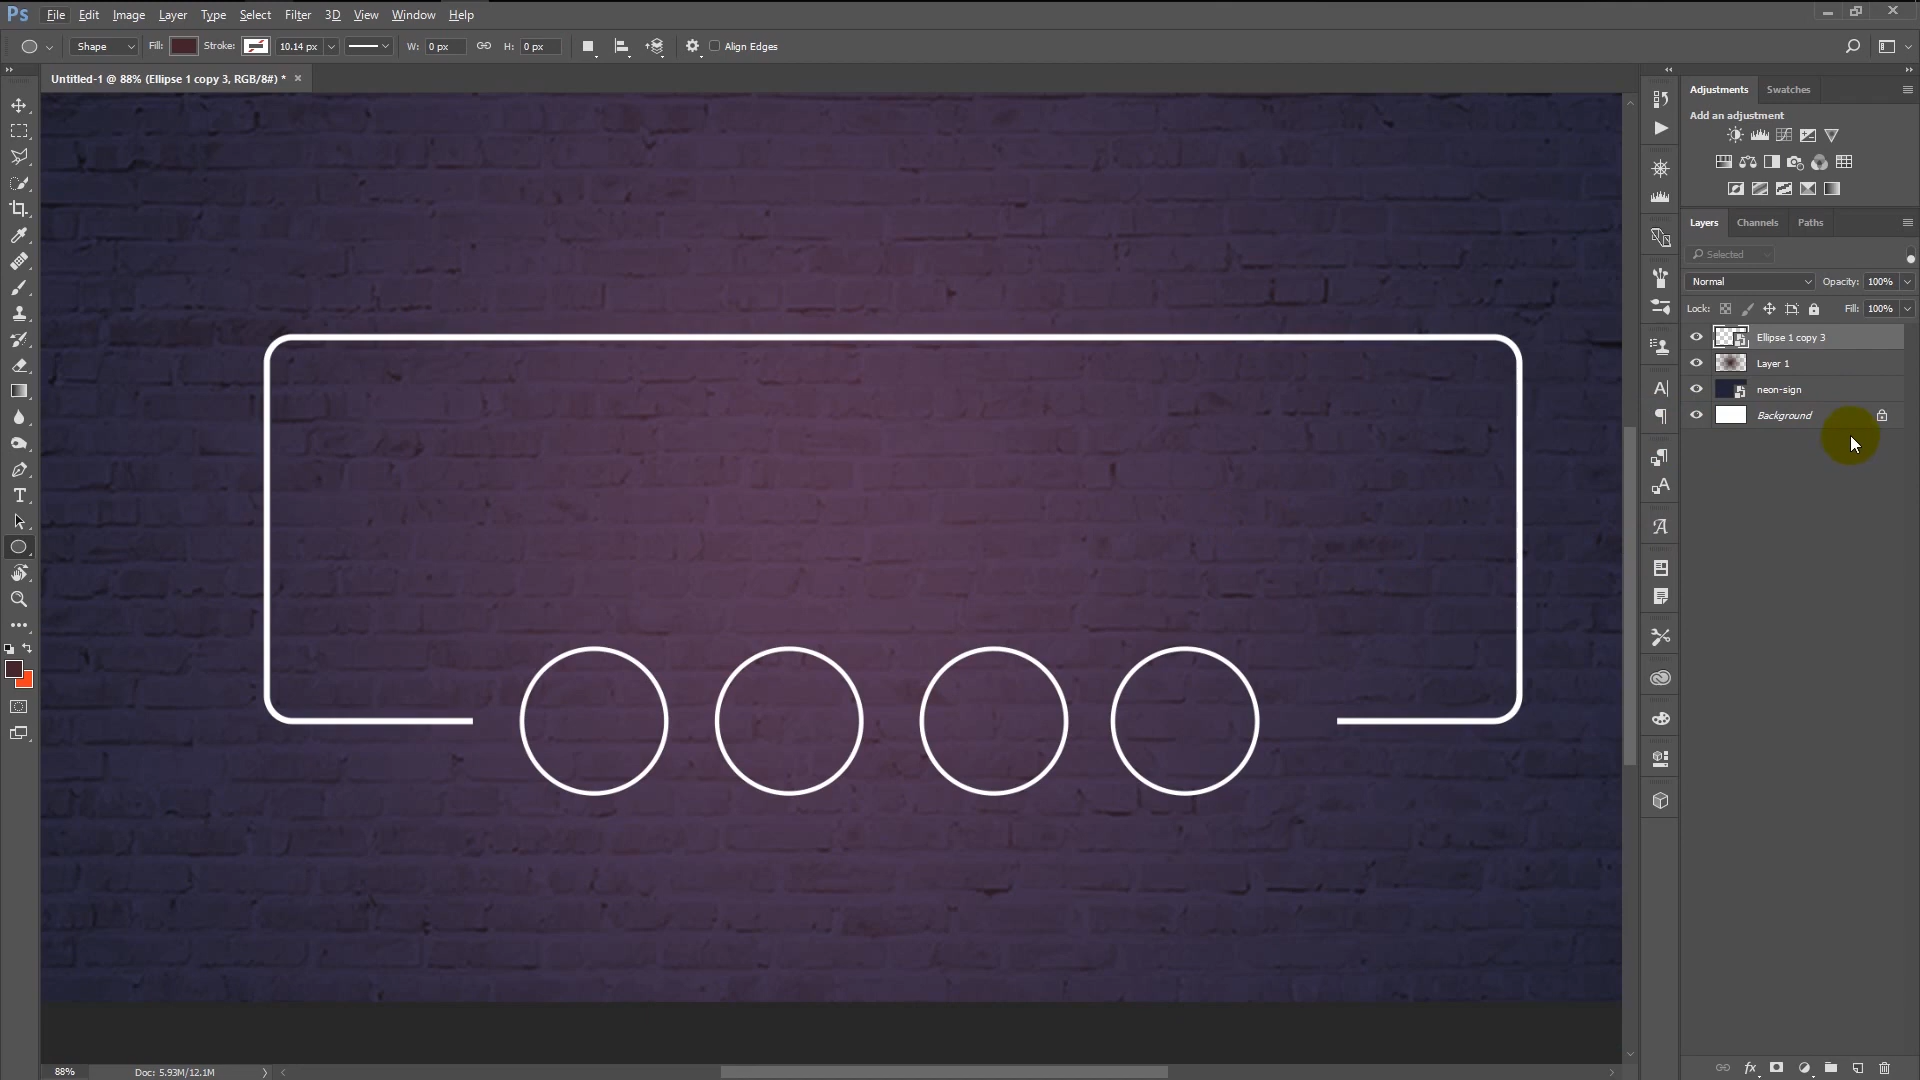 Ps File Edit Image Layer Type Select Filter 3D View Window Help
Shape Fill: Stroke: 10.14 px W: 0 px H: 0 px Align Edges
Untitled-1 @ 88% (Ellipse 1 copy 3, RGB/8#) * ×
Adjustments Swatches
Add an adjustment
Layers Channels Paths
Selected
Normal Opacity: 100%
Lock: Fill: 100%
Ellipse 1 copy 3
Layer 1
neon-sign
Background
88% Doc: 5.93M/12.1M
fx